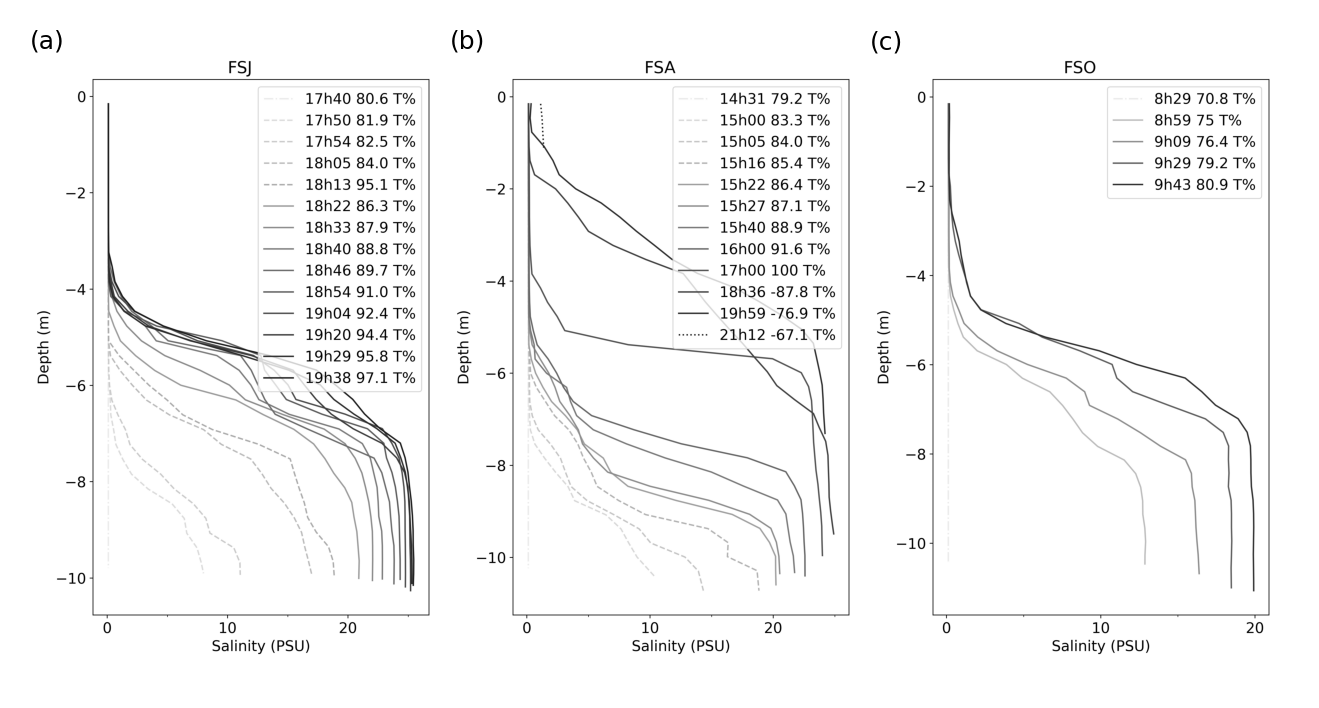 (a)
(b)
(c)
FSJ
FSA
FSO
0
−2
−4
−6
−8
−10
Depth (m)
17h40 80.6 T%
17h50 81.9 T%
17h54 82.5 T%
18h05 84.0 T%
18h13 95.1 T%
18h22 86.3 T%
18h33 87.9 T%
18h40 88.8 T%
18h46 89.7 T%
18h54 91.0 T%
19h04 92.4 T%
19h20 94.4 T%
19h29 95.8 T%
19h38 97.1 T%
0
10
20
Salinity (PSU)
0
−2
−4
−6
−8
−10
Depth (m)
14h31 79.2 T%
15h00 83.3 T%
15h05 84.0 T%
15h16 85.4 T%
15h22 86.4 T%
15h27 87.1 T%
15h40 88.9 T%
16h00 91.6 T%
17h00 100 T%
18h36 -87.8 T%
19h59 -76.9 T%
21h12 -67.1 T%
0
10
20
Salinity (PSU)
0
−2
−4
−6
−8
−10
Depth (m)
8h29 70.8 T%
8h59 75 T%
9h09 76.4 T%
9h29 79.2 T%
9h43 80.9 T%
0
10
20
Salinity (PSU)